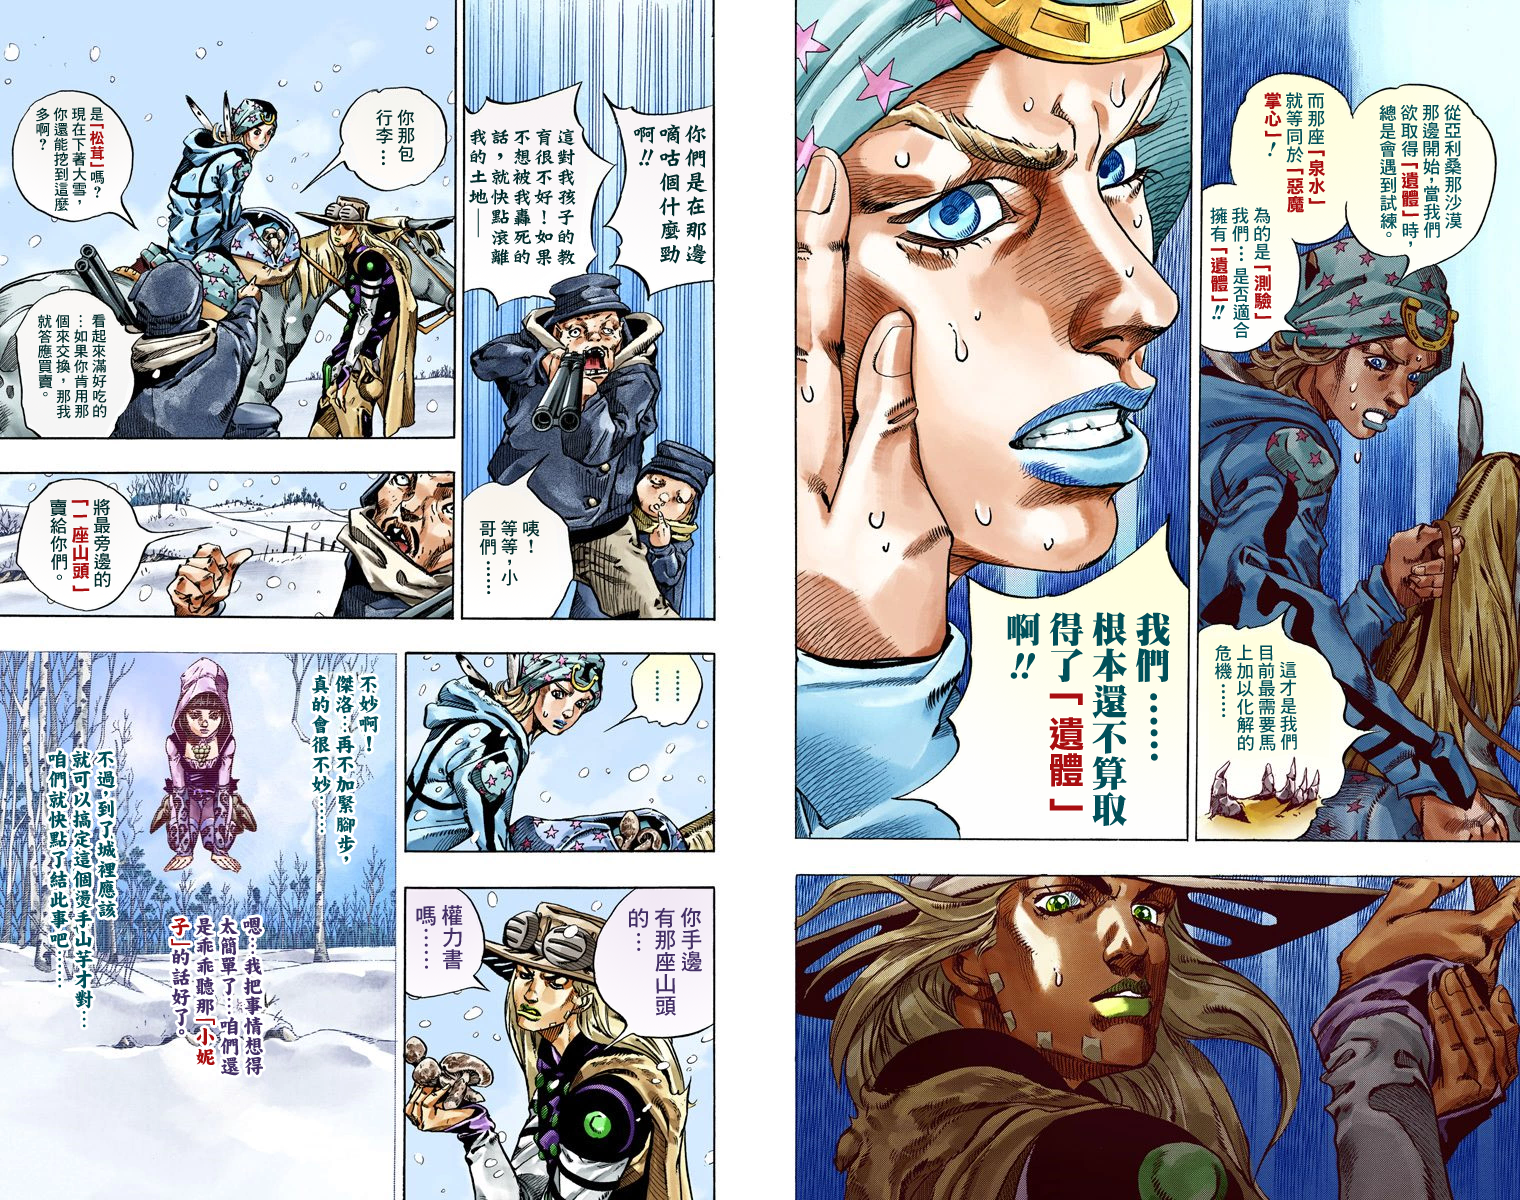 從亞利桑那沙漠
那邊開始，當我們
欲取得「遺體」時，
總是會遇到試練。
而那座「泉水」
就等同於「惡魔
掌心」！
為的是「測驗」
我們…是否適合
擁有「遺體」!!
這才是我們
目前最需要馬
上加以化解的
危機……
我們……
根本還不算取
得了「遺體」
啊!!
你們是在那邊
嘀咕個什麼勁
啊!!
這對我孩子的教
育很不好！如果
不想被我轟死的
話，就快點滾離
我的土地——
咦！
等等，小
哥們……
你那包
行李…
是「松茸」嗎？
現在下著大雪，
你還能挖到這麼
多啊？
看起來滿好吃的
…如果你肯用那
個來交換，那我
就答應買賣。
將最旁邊的
「一座山頭」
賣給你們。
……
……
你手邊
有那座山頭
的…
權力書
嗎……
不妙啊！
傑洛…再不加緊腳步，
真的會很不妙……
嗯…我把事情想得
太簡單了…咱們還
是乖乖聽那「小妮
子」的話好了。
不過，到了城裡應該
就可以搞定這個燙手山芋才對…
咱們就快點了結此事吧……